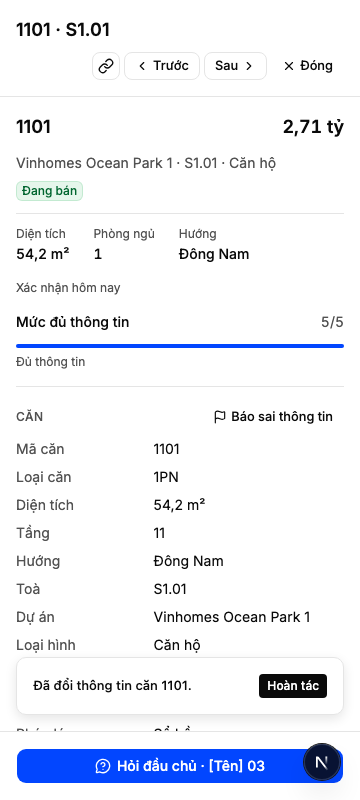 1101 · S1.01
Trước
Sau
Đóng
1101
2,71 tỷ
Vinhomes Ocean Park 1 · S1.01 · Căn hộ
Đang bán
Diện tích
Phòng ngủ
Hướng
54,2 m²
1
Đông Nam
Xác nhận hôm nay
Mức đủ thông tin
5/5
Đủ thông tin
CĂN
Báo sai thông tin
Mã căn
1101
Loại căn
1PN
Diện tích
54,2 m²
Tầng
11
Hướng
Đông Nam
Toà
S1.01
Dự án
Vinhomes Ocean Park 1
Loại hình
Căn hộ
Đã đổi thông tin căn 1101.
Hoàn tác
Hỏi đầu chủ · [Tên] 03
N